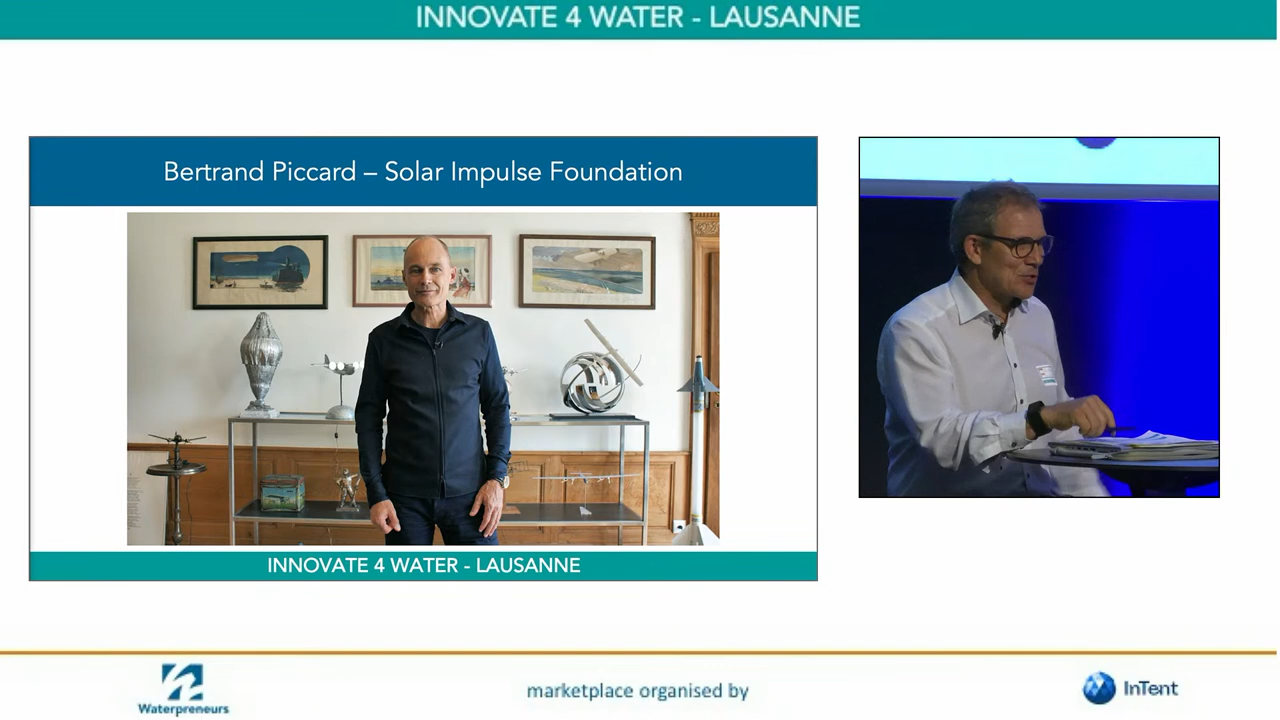 INNOVATE 4 WATER - LAUSANNE
Bertrand Piccard – Solar Impulse Foundation
INNOVATE 4 WATER - LAUSANNE
Waterpreneurs
marketplace organised by
InTent